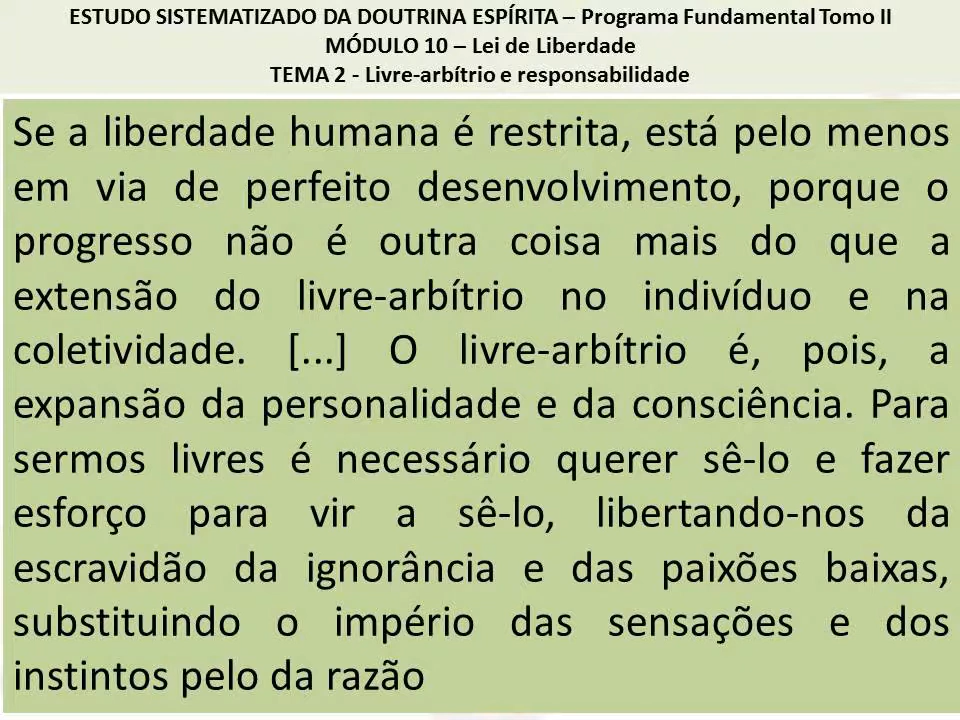 ESTUDO SISTEMATIZADO DA DOUTRINA ESPÍRITA – Programa Fundamental Tomo II
MÓDULO 10 – Lei de Liberdade
TEMA 2 - Livre-arbítrio e responsabilidade
Se a liberdade humana é restrita, está pelo menos
em via de perfeito desenvolvimento, porque o
progresso não é outra coisa mais do que a
extensão do livre-arbítrio no indivíduo e na
coletividade. [...] O livre-arbítrio é, pois, a
expansão da personalidade e da consciência. Para
sermos livres é necessário querer sê-lo e fazer
esforço para vir a sê-lo, libertando-nos da
escravidão da ignorância e das paixões baixas,
substituindo o império das sensações e dos
instintos pelo da razão